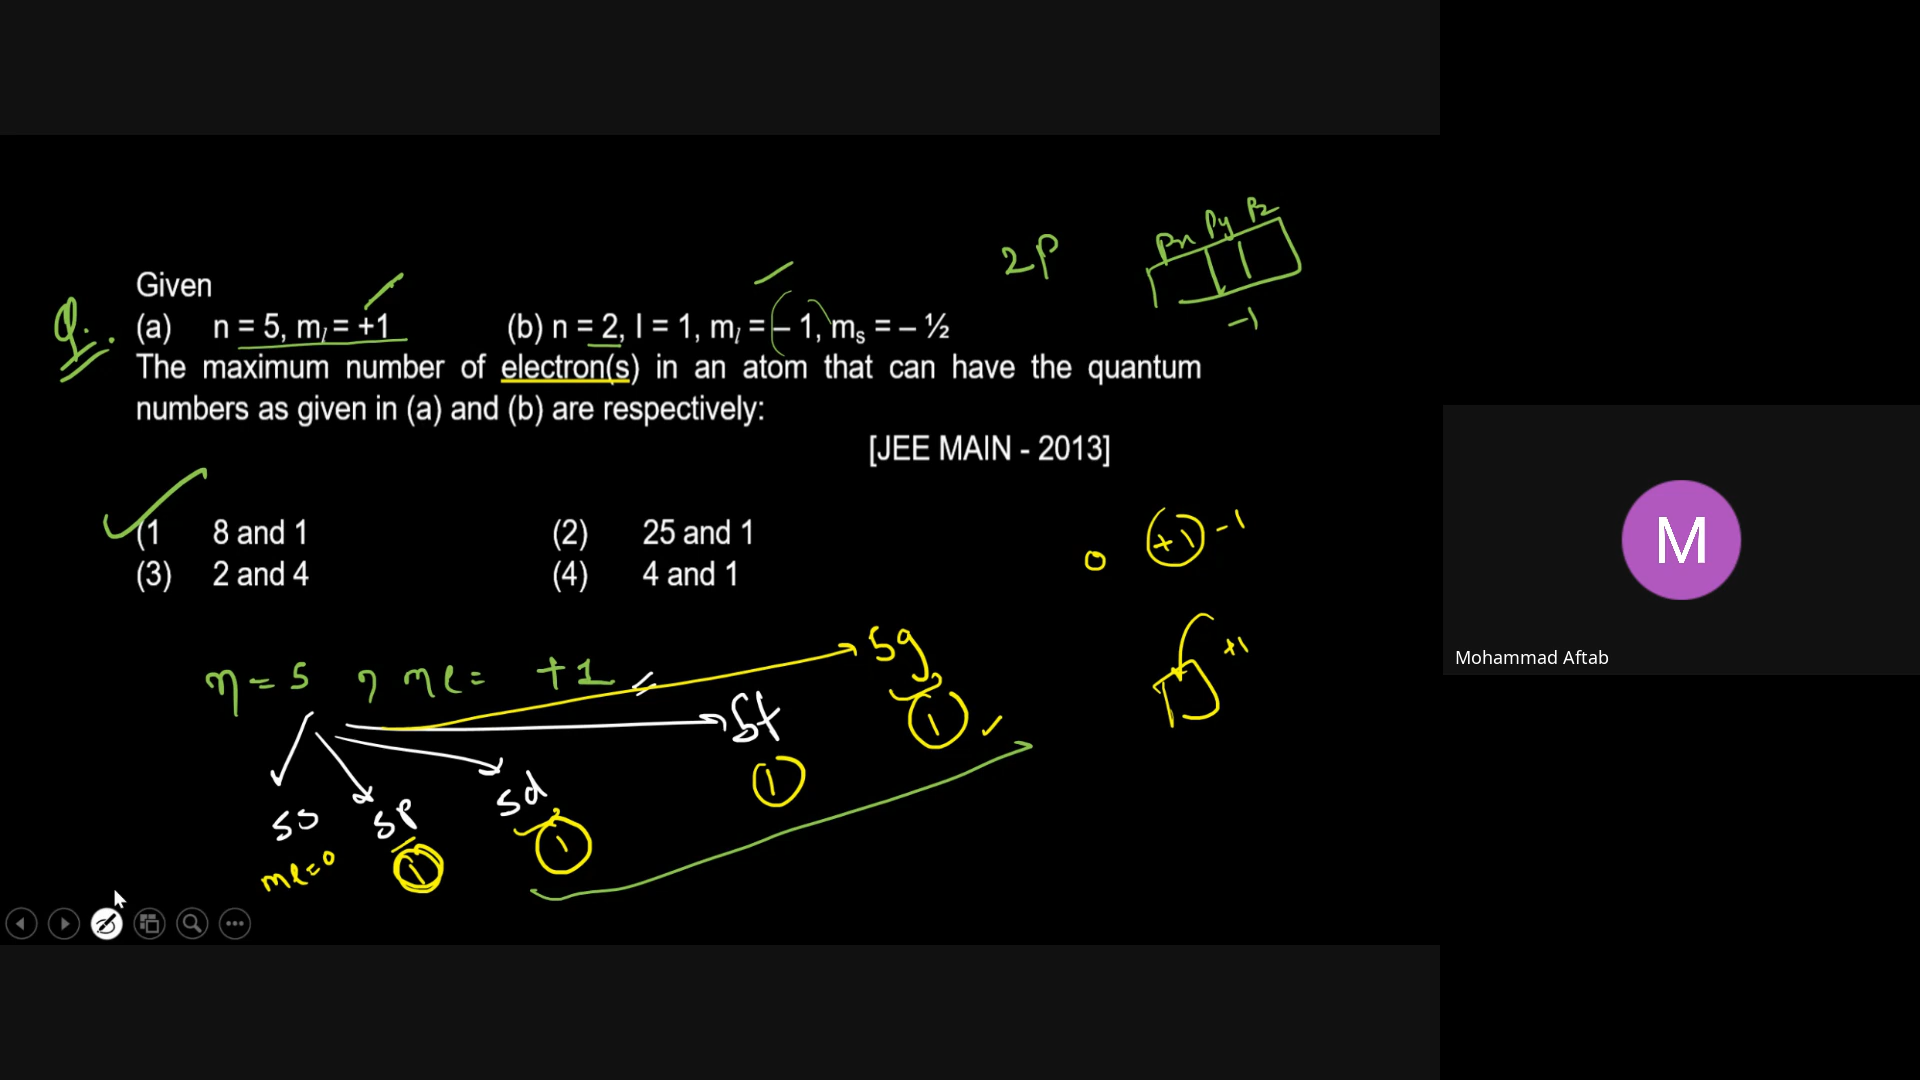 2P
Px Py Pz
-1
Q.
Given
(a) n = 5, ml = +1 (b) n = 2, l = 1, ml = – 1, ms = – ½
The maximum number of electron(s) in an atom that can have the quantum
numbers as given in (a) and (b) are respectively:
[JEE MAIN - 2013]
(1 8 and 1 (2) 25 and 1
(3) 2 and 4 (4) 4 and 1
0 +1 -1
n = 5 , ml = +1
+1
5g
1
5f
1
5d
1
5s 5p
ml=0 1
M
Mohammad Aftab